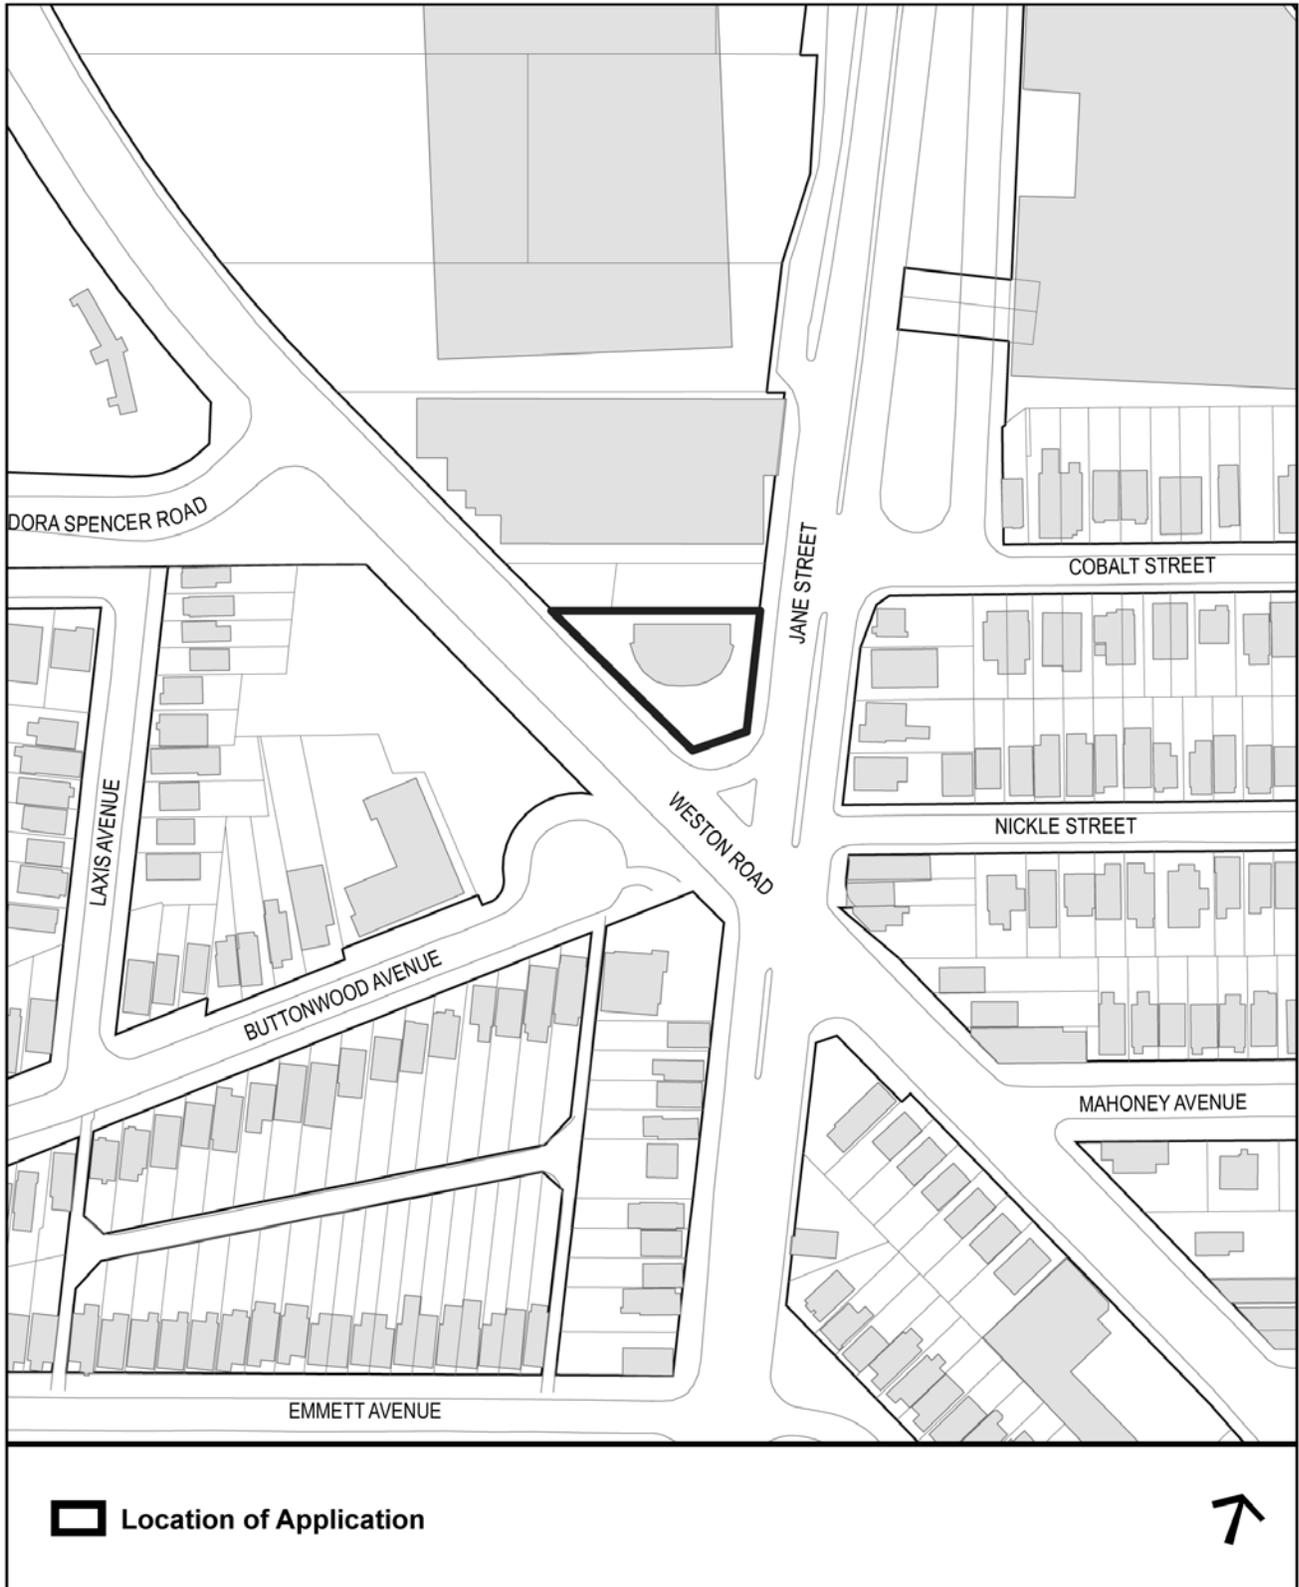 DORA SPENCER ROAD
JANE STREET
COBALT STREET
LAXIS AVENUE
WESTON ROAD
NICKLE STREET
BUTTONWOOD AVENUE
MAHONEY AVENUE
EMMETT AVENUE
Location of Application